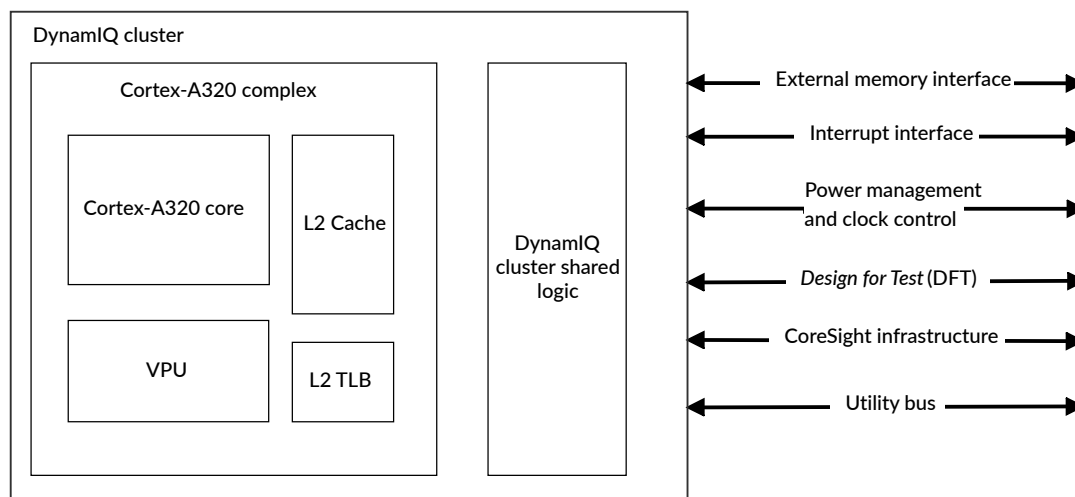 DynamIQ cluster
Cortex-A320 complex
Cortex-A320 core
L2 Cache
VPU
L2 TLB
DynamIQ
cluster shared
logic
External memory interface
Interrupt interface
Power management
and clock control
Design for Test (DFT)
CoreSight infrastructure
Utility bus